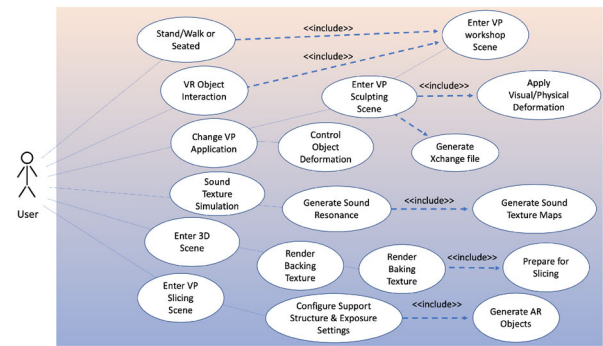 Stand/Walk or
Seated
<<include>>
Enter VP
workshop
Scene
VR Object
Interaction
<<include>>
Enter VP
Sculpting
Scene
<<include>>
Apply
Visual/Physical
Deformation
Change VP
Application
Control
Object
Deformation
Generate
Xchange file
User
Sound
Texture
Simulation
Generate Sound
Resonance
<<include>>
Generate Sound
Texture Maps
Enter 3D
Scene
Render
Backing
Texture
Render
Baking
Texture
<<include>>
Prepare for
Slicing
Enter VP
Slicing
Scene
Configure Support
Structure & Exposure
Settings
<<include>>
Generate AR
Objects